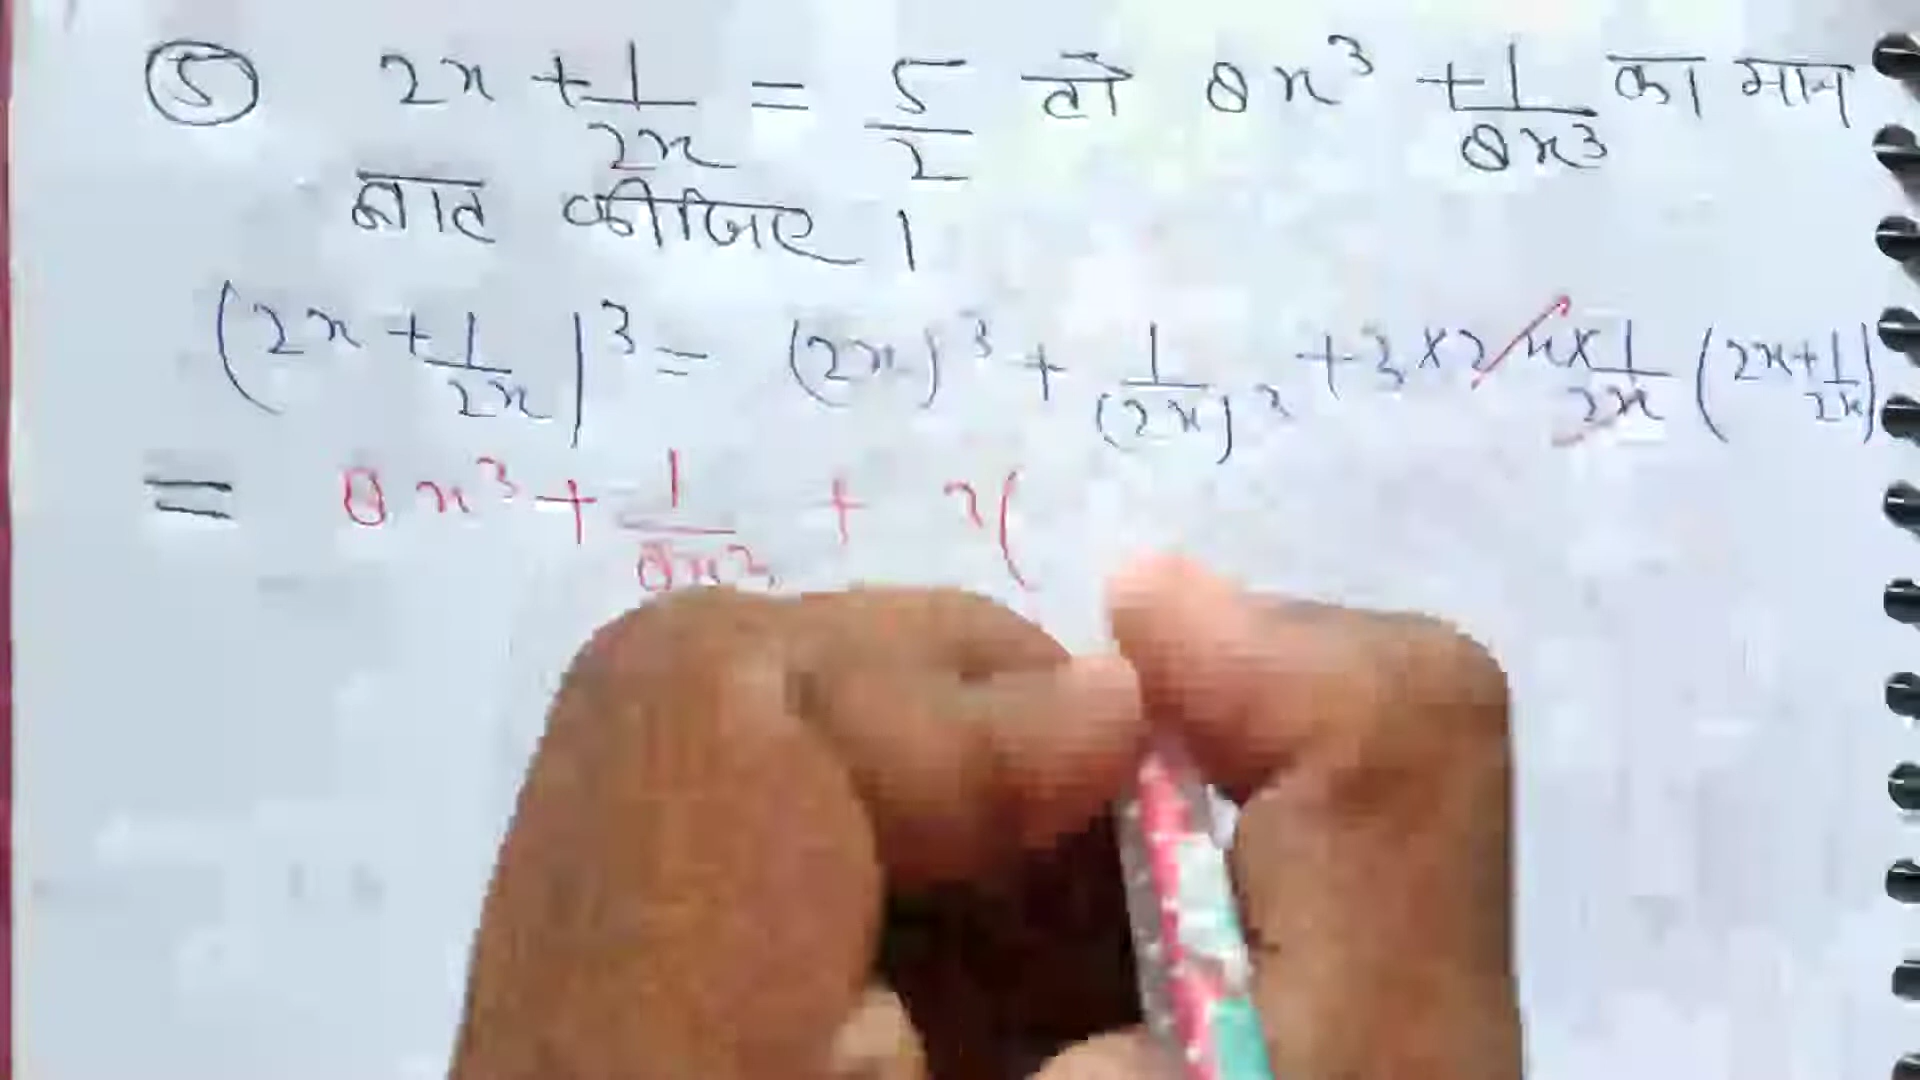 ⑤ 2x + 1/2x = 5/2 तो 8x³ + 1/8x³ का मान
ज्ञात कीजिए ।
(2x + 1/2x)³ = (2x)³ + 1/(2x)³ + 3 × 2x × 1/2x (2x + 1/2x)
= 8x³ + 1/8x³ + 3(